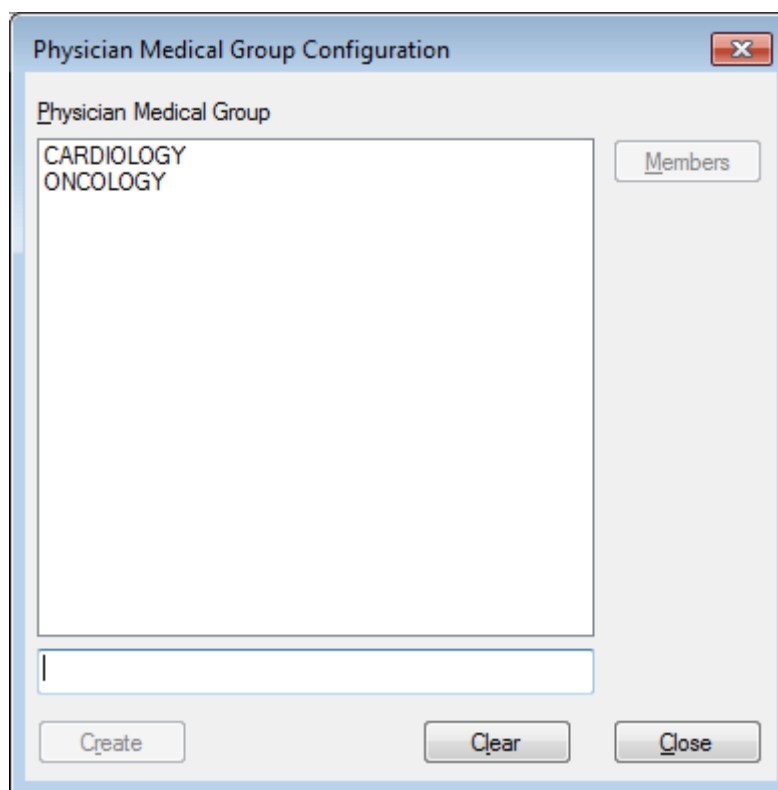 Physician Medical Group Configuration
Physician Medical Group
CARDIOLOGY
ONCOLOGY
Members
Create
Clear
Close